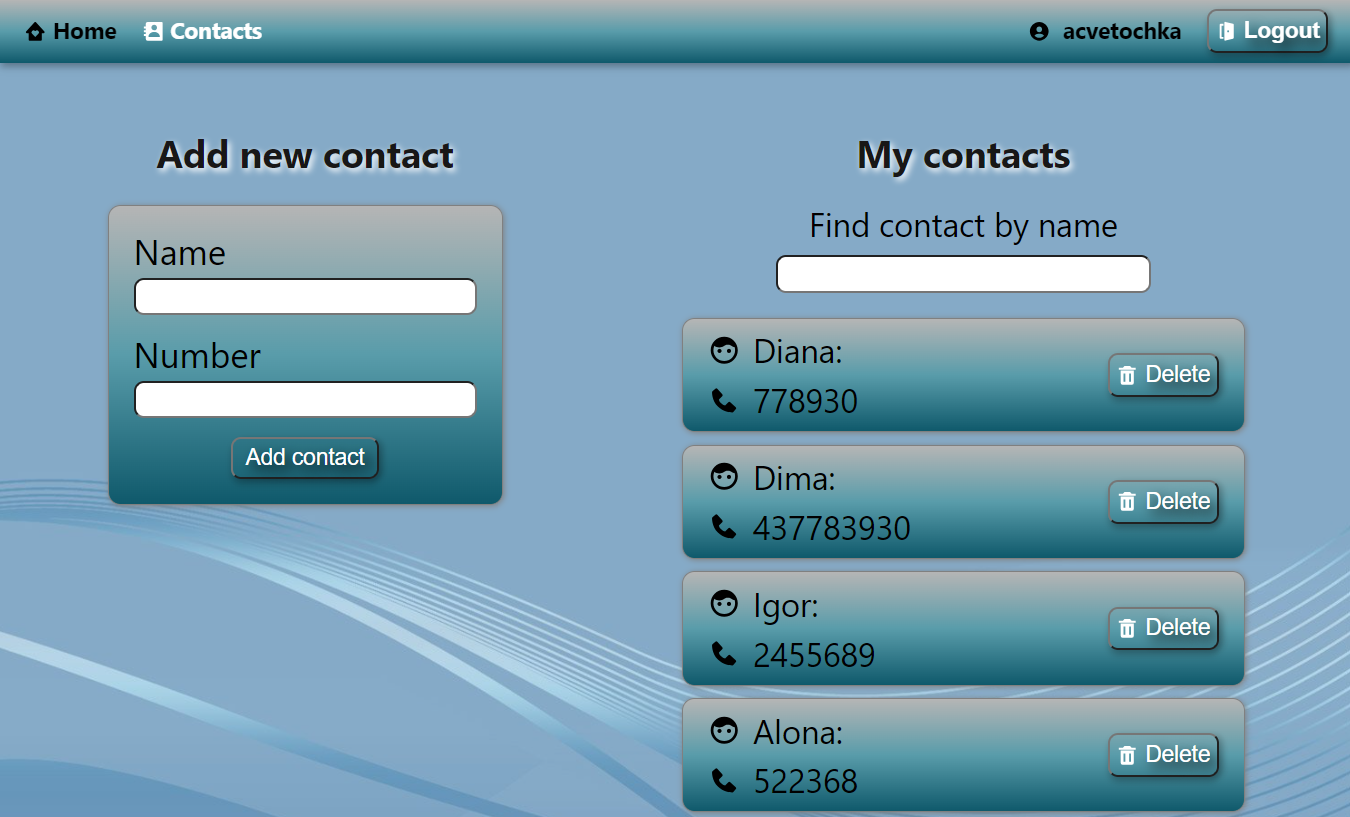 Home Contacts acvetochka Logout
Add new contact
Name
Number
Add contact
My contacts
Find contact by name
Diana:
778930
Delete
Dima:
437783930
Delete
Igor:
2455689
Delete
Alona:
522368
Delete